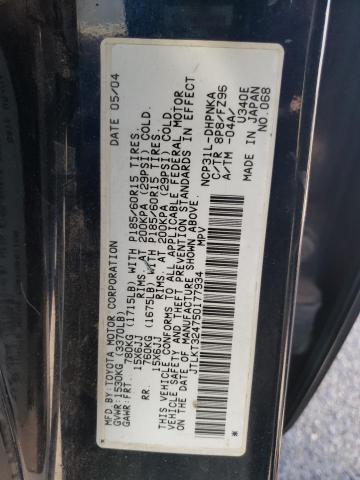 MFD BY: TOYOTA MOTOR CORPORATION DATE 05/04
GVWR: 1530KG (3370LB)
GAWR: FRT. 780KG (1715LB) WITH P185/60R15 TIRES.
15X6JJ RIMS. AT 200KPA (29PSI) COLD.
RR. 760KG (1675LB) WITH P185/60R15 TIRES.
15X6JJ RIMS. AT 200KPA (29PSI) COLD
THIS VEHICLE CONFORMS TO ALL APPLICABLE FEDERAL MOTOR
VEHICLE SAFETY AND THEFT PREVENTION STANDARDS IN EFFECT
ON THE DATE OF MANUFACTURE SHOWN ABOVE.
JTLKT324750177934 MPV
NCP31L-DHPNKA
C/TR 8P8/FZ96
A/TM -04A/ U340E
MADE IN JAPAN
NO.068